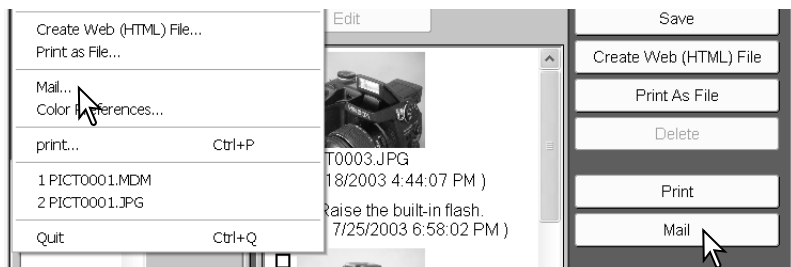 Create Web (HTML) File...
Print as File...
Mail...
Color Preferences...
print... Ctrl+P
1 PICT0001.MDM
2 PICT0001.JPG
Quit Ctrl+Q
Edit
T0003.JPG
18/2003 4:44:07 PM )
Raise the built-in flash.
7/25/2003 6:58:02 PM )
Save
Create Web (HTML) File
Print As File
Delete
Print
Mail